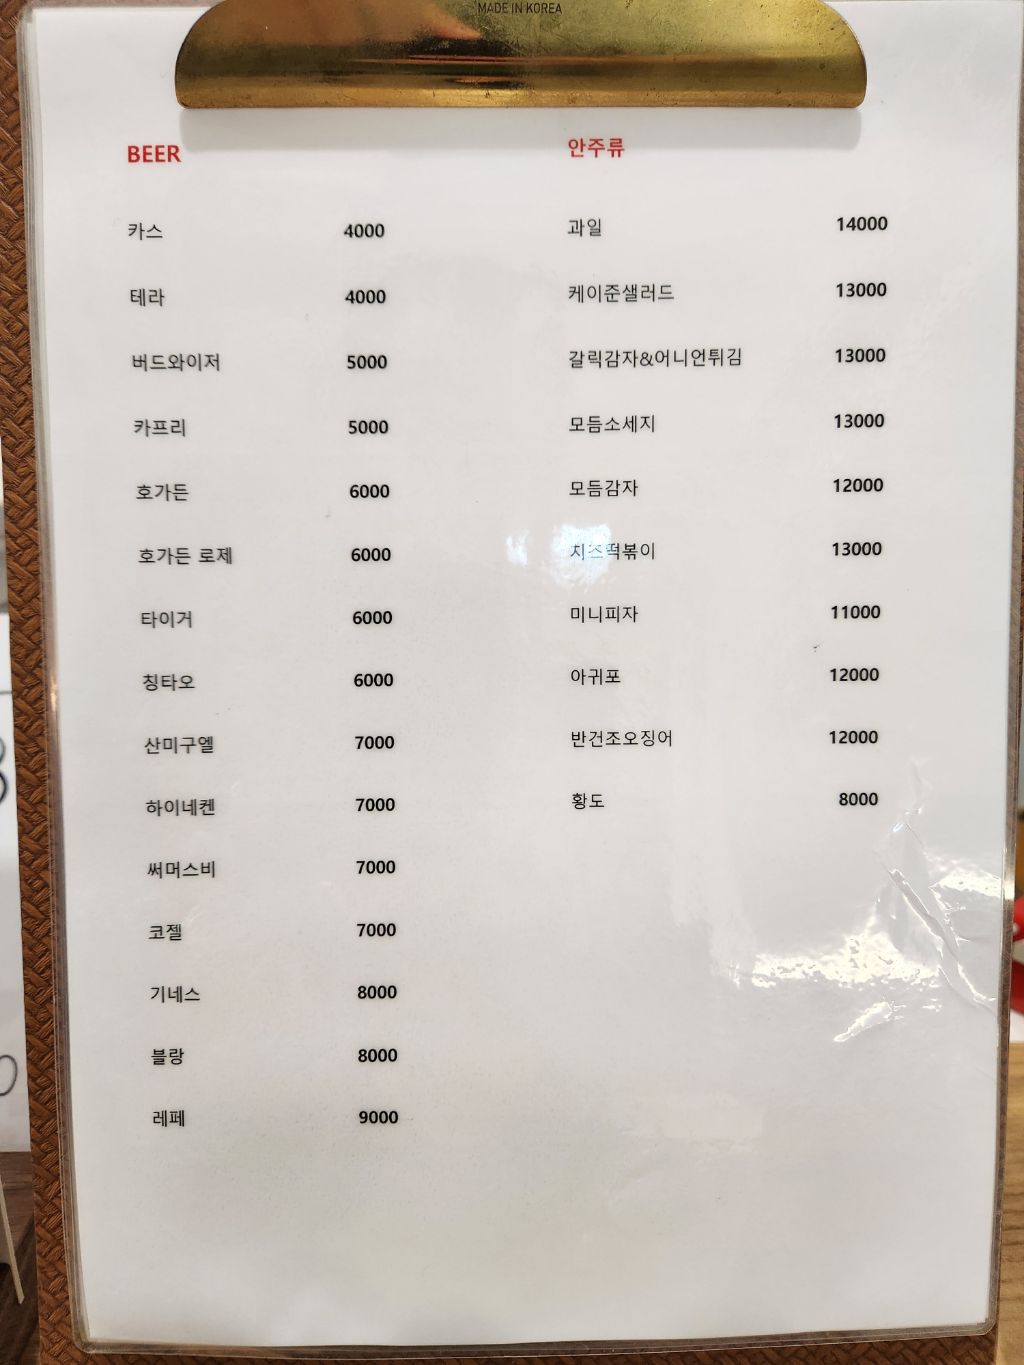 MADE IN KOREA
BEER
카스 4000
테라 4000
버드와이저 5000
카프리 5000
호가든 6000
호가든 로제 6000
타이거 6000
칭타오 6000
산미구엘 7000
하이네켄 7000
써머스비 7000
코젤 7000
기네스 8000
블랑 8000
레페 9000
안주류
과일 14000
케이준샐러드 13000
갈릭감자&어니언튀김 13000
모듬소세지 13000
모듬감자 12000
치즈떡볶이 13000
미니피자 11000
아귀포 12000
반건조오징어 12000
황도 8000